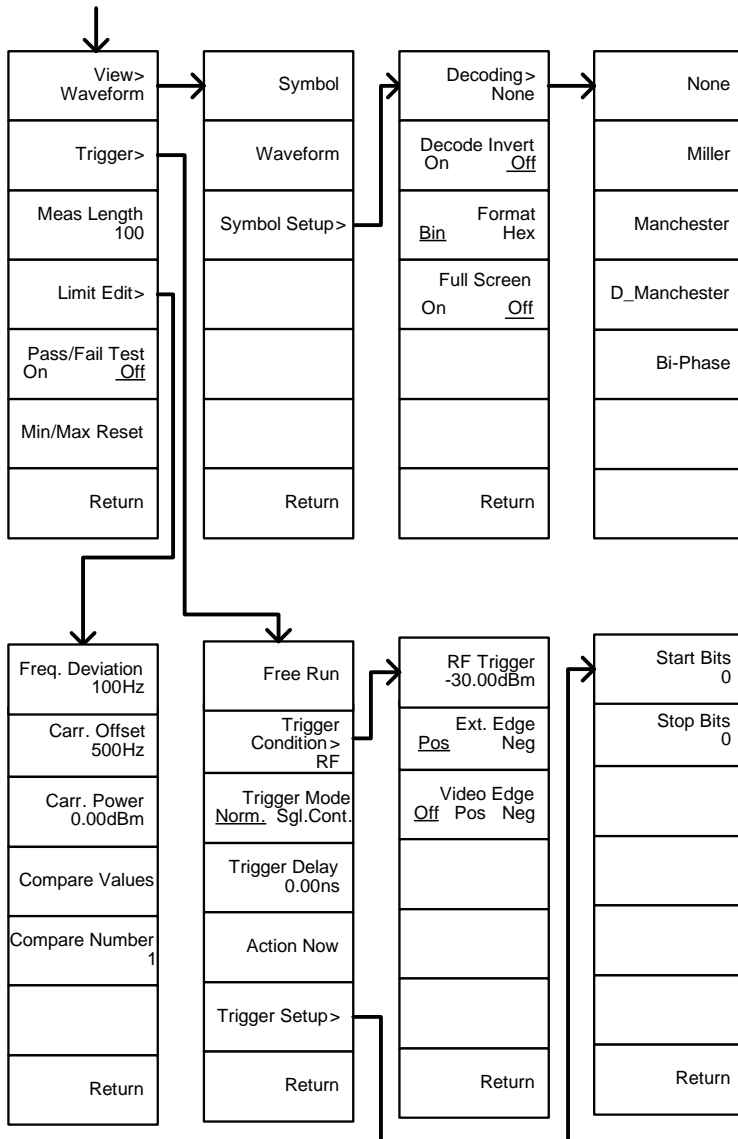 View>
Waveform
Trigger>
Meas Length
100
Limit Edit>
Pass/Fail Test
On Off
Min/Max Reset
Return
Symbol
Waveform
Symbol Setup>
Return
Decoding>
None
Decode Invert
On Off
Format
Bin Hex
Full Screen
On Off
Return
None
Miller
Manchester
D_Manchester
Bi-Phase
Freq. Deviation
100Hz
Carr. Offset
500Hz
Carr. Power
0.00dBm
Compare Values
Compare Number
1
Return
Free Run
Trigger
Condition>
RF
Trigger Mode
Norm. Sgl.Cont.
Trigger Delay
0.00ns
Action Now
Trigger Setup>
Return
RF Trigger
-30.00dBm
Ext. Edge
Pos Neg
Video Edge
Off Pos Neg
Return
Start Bits
0
Stop Bits
0
Return